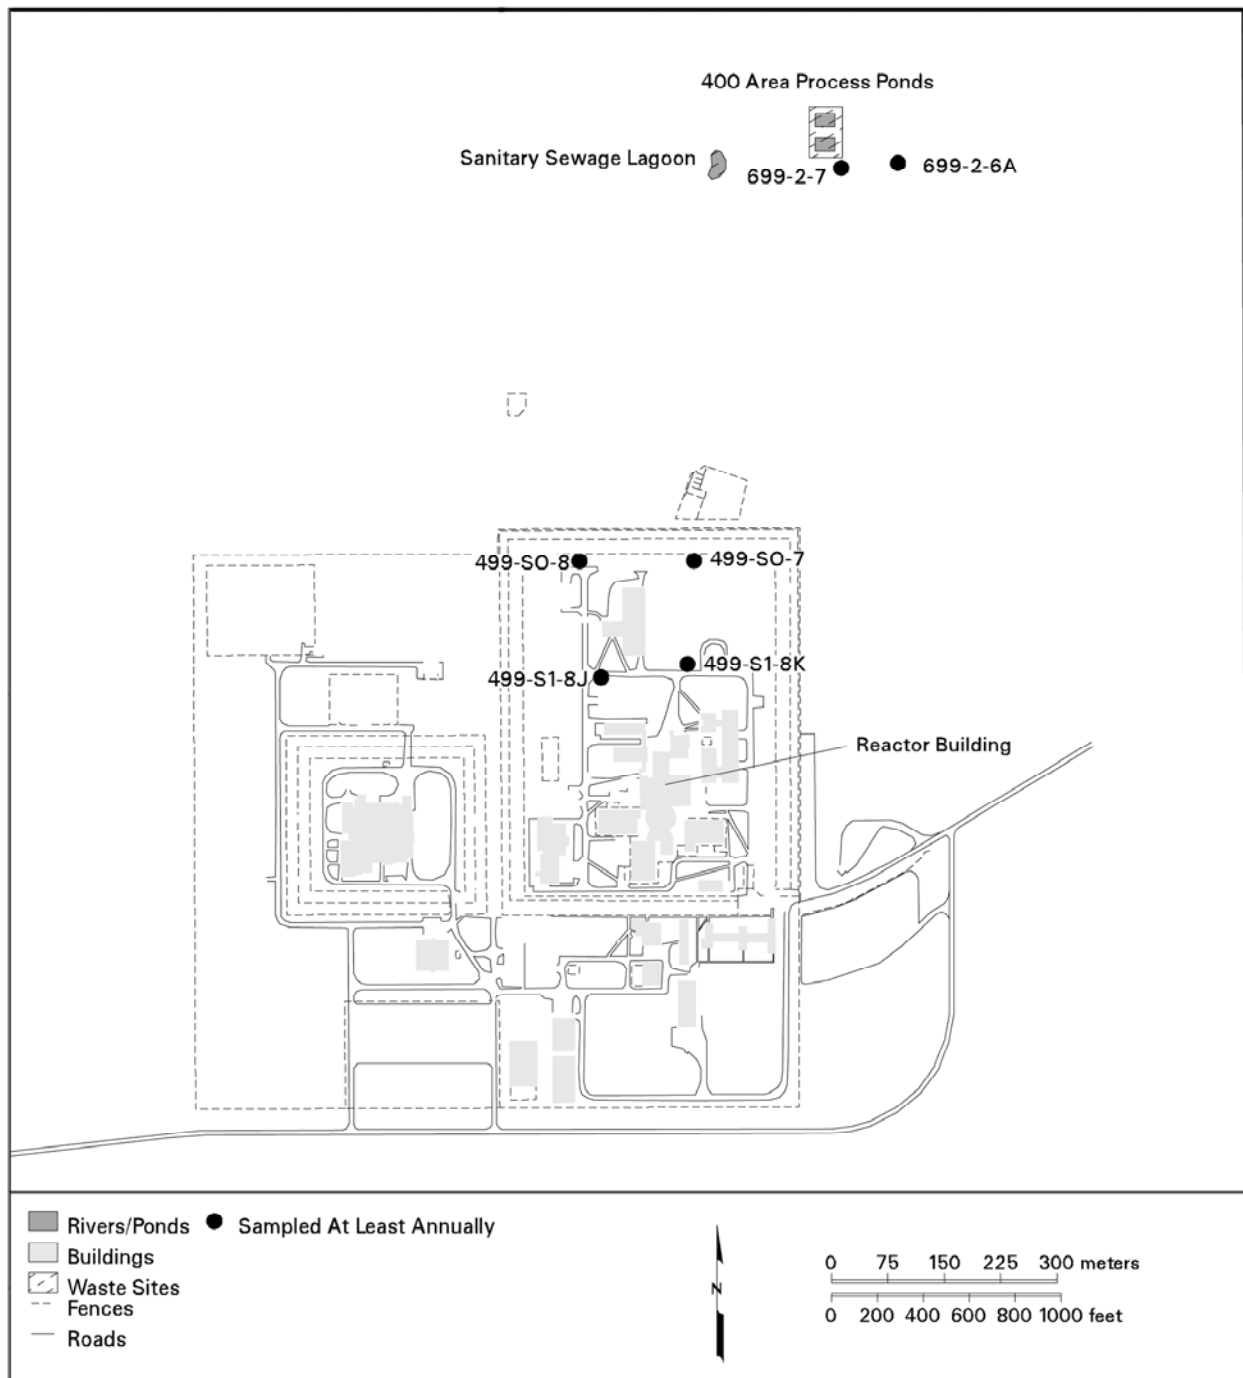 400 Area Process Ponds
Sanitary Sewage Lagoon
699-2-7
699-2-6A
499-SO-8
499-SO-7
499-S1-8J
499-S1-8K
Reactor Building
Rivers/Ponds
Sampled At Least Annually
Buildings
Waste Sites
Fences
Roads
N
0 75 150 225 300 meters
0 200 400 600 800 1000 feet